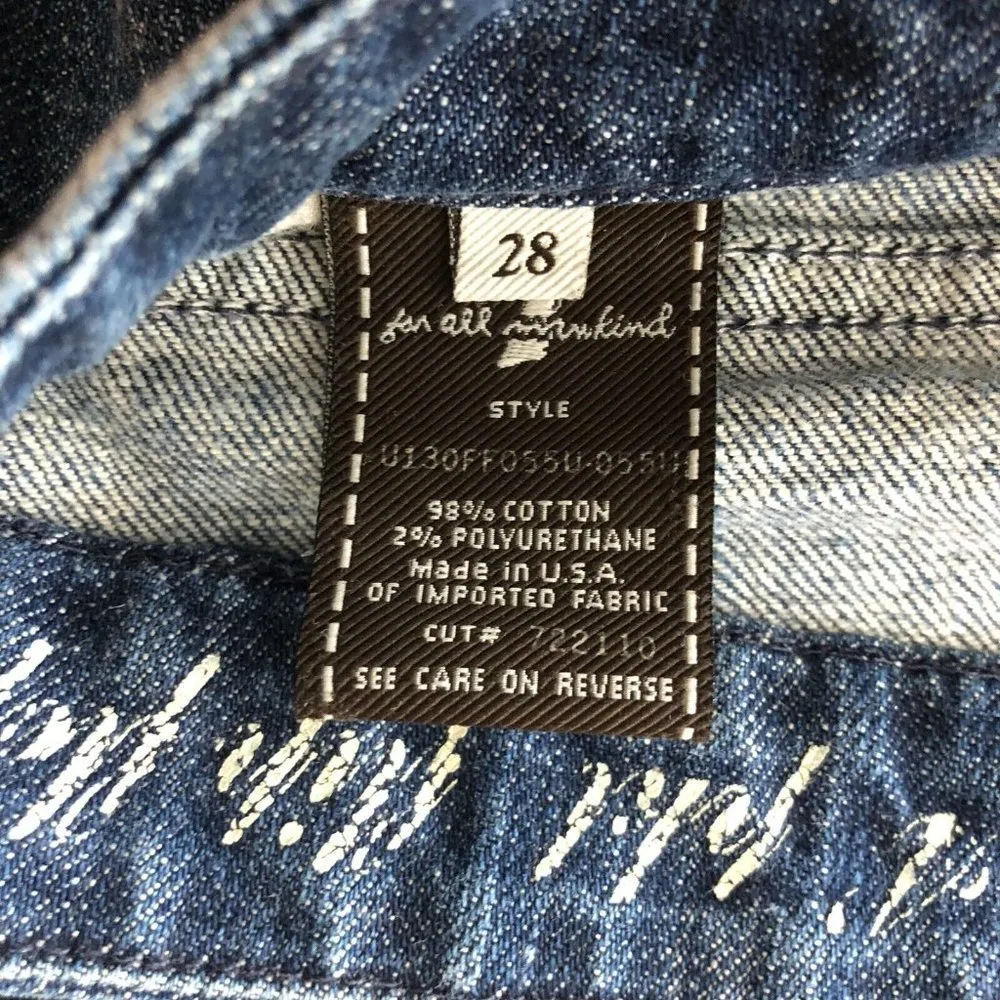 28
for all mankind
STYLE
U130FF055U-055U
98% COTTON
2% POLYURETHANE
Made in U.S.A.
OF IMPORTED FABRIC
CUT# 722110
SEE CARE ON REVERSE